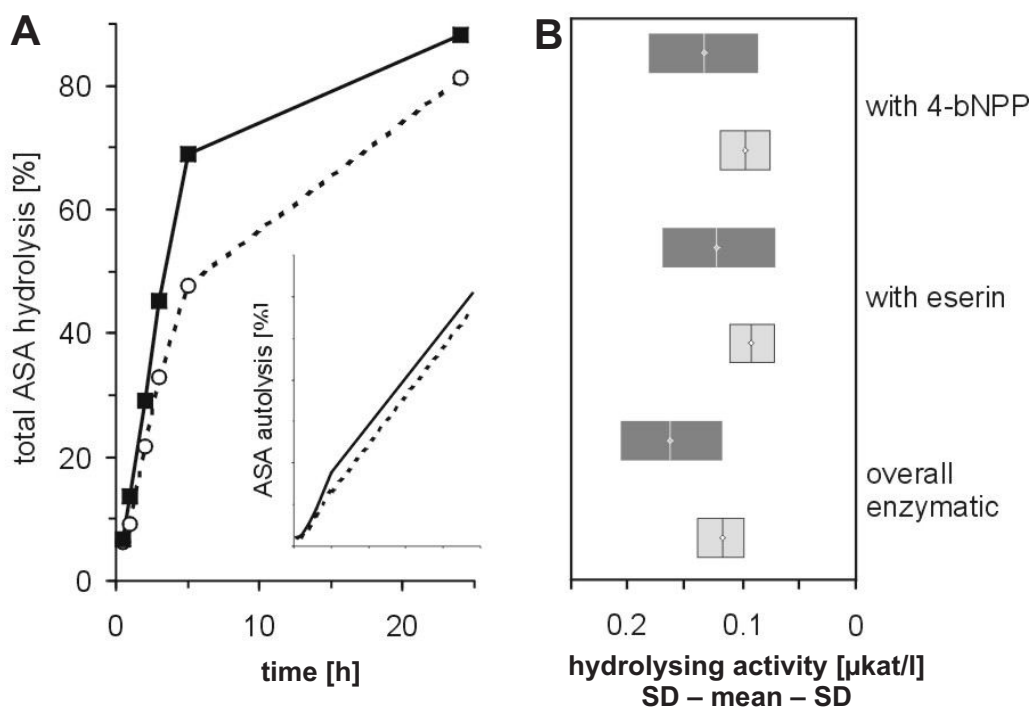 A
total ASA hydrolysis [%]
80
60
40
20
0
0
10
20
time [h]
ASA autolysis [%]
B
with 4-bNPP
with eserin
overall
enzymatic
0.2
0.1
0
hydrolysing activity [µkat/l]
SD – mean – SD